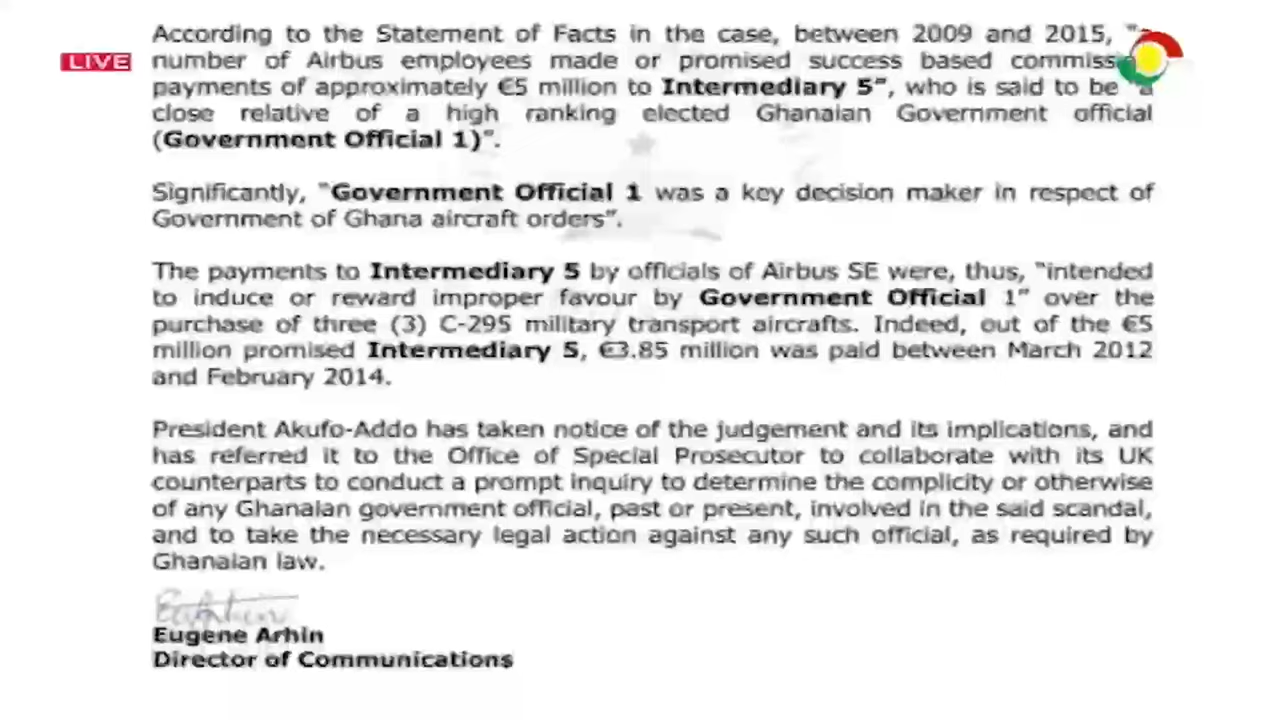 According to the Statement of Facts in the case, between 2009 and 2015,
LIVE
number of Airbus employees made or promised success based
payments of approximately €5 million to Intermediary 5”, who is said to be “a
close relative of a high ranking elected Ghanaian Government official
(Government Official 1)”.
Significantly, “Government Official 1 was a key decision maker in respect of
Government of Ghana aircraft orders”.
The payments to Intermediary 5 by officials of Airbus SE were, thus, “intended
to induce or reward improper favour by Government Official 1” over the
purchase of three (3) C-295 military transport aircrafts. Indeed, out of the €5
million promised Intermediary 5, €3.85 million was paid between March 2012
and February 2014.
President Akufo-Addo has taken notice of the judgement and its implications, and
has referred it to the Office of Special Prosecutor to collaborate with its UK
counterparts to conduct a prompt inquiry to determine the complicity or otherwise
of any Ghanaian government official, past or present, involved in the said scandal,
and to take the necessary legal action against any such official, as required by
Ghanaian law.
Eugene Arhin
Director of Communications